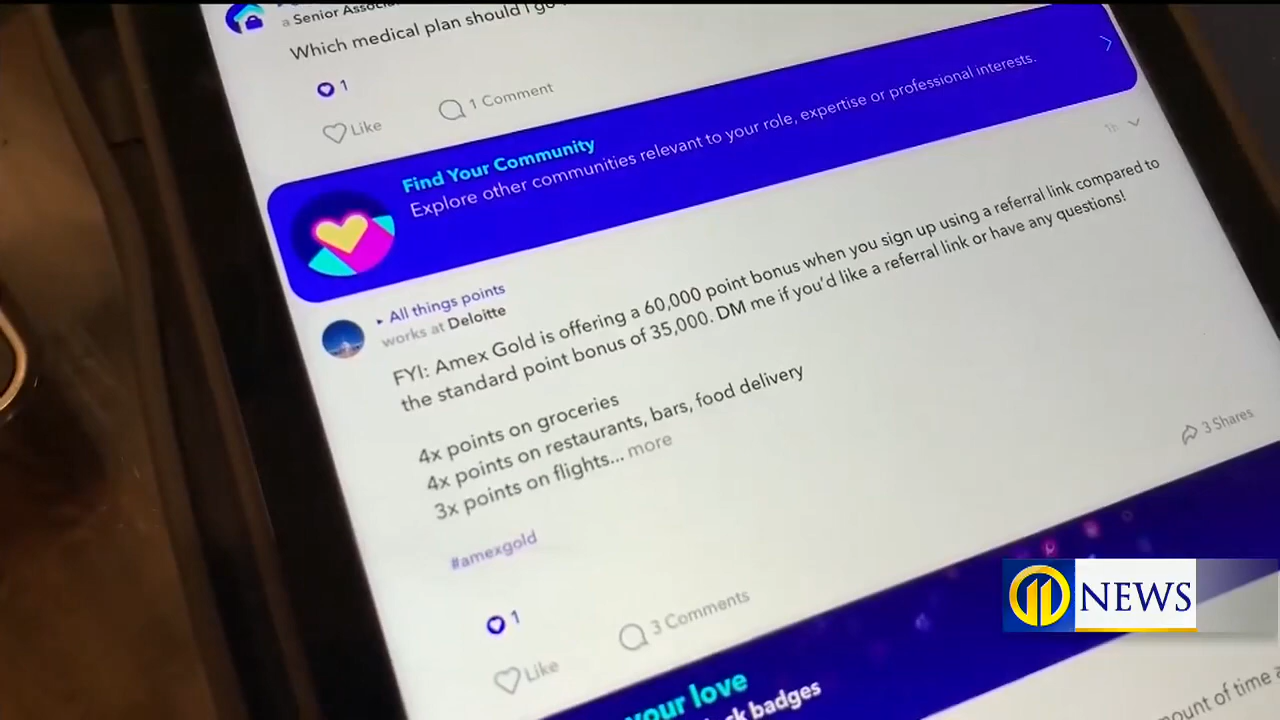 a Senior Associa
Which medical plan should I go
1
Like
1 Comment
Find Your Community
Explore other communities relevant to your role, expertise or professional interests.
1h
All things points
works at Deloitte
FYI: Amex Gold is offering a 60,000 point bonus when you sign up using a referral link compared to
the standard point bonus of 35,000. DM me if you'd like a referral link or have any questions!
4x points on groceries
4x points on restaurants, bars, food delivery
3x points on flights... more
3 Shares
#amexgold
1
Like
3 Comments
your love
badges
mount of time a
11 NEWS